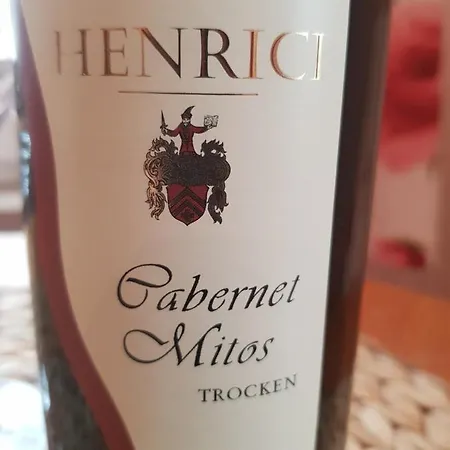 HENRICI
Cabernet
Mitos
TROCKEN